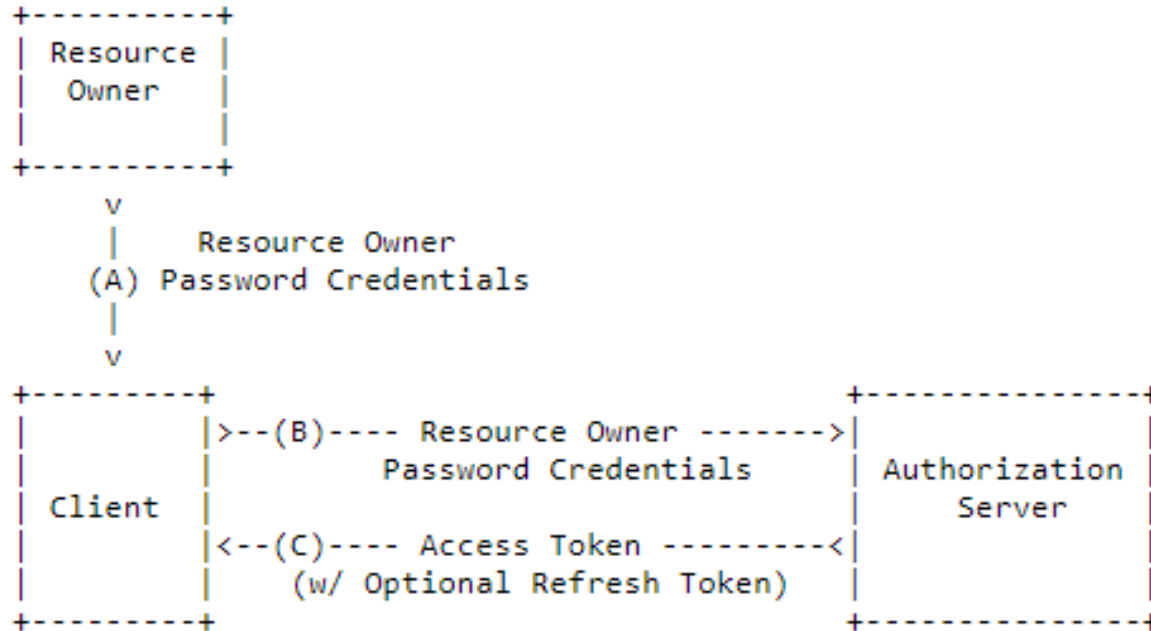 +----------+
| Resource |
|  Owner   |
|          |
+----------+
     v
     |    Resource Owner
    (A) Password Credentials
     |
     v
+---------+                                  +---------------+
|         |>--(B)---- Resource Owner ------->|               |
|         |         Password Credentials     | Authorization |
| Client  |                                  |     Server    |
|         |<--(C)---- Access Token ---------<|               |
|         |    (w/ Optional Refresh Token)   |               |
+---------+                                  +---------------+